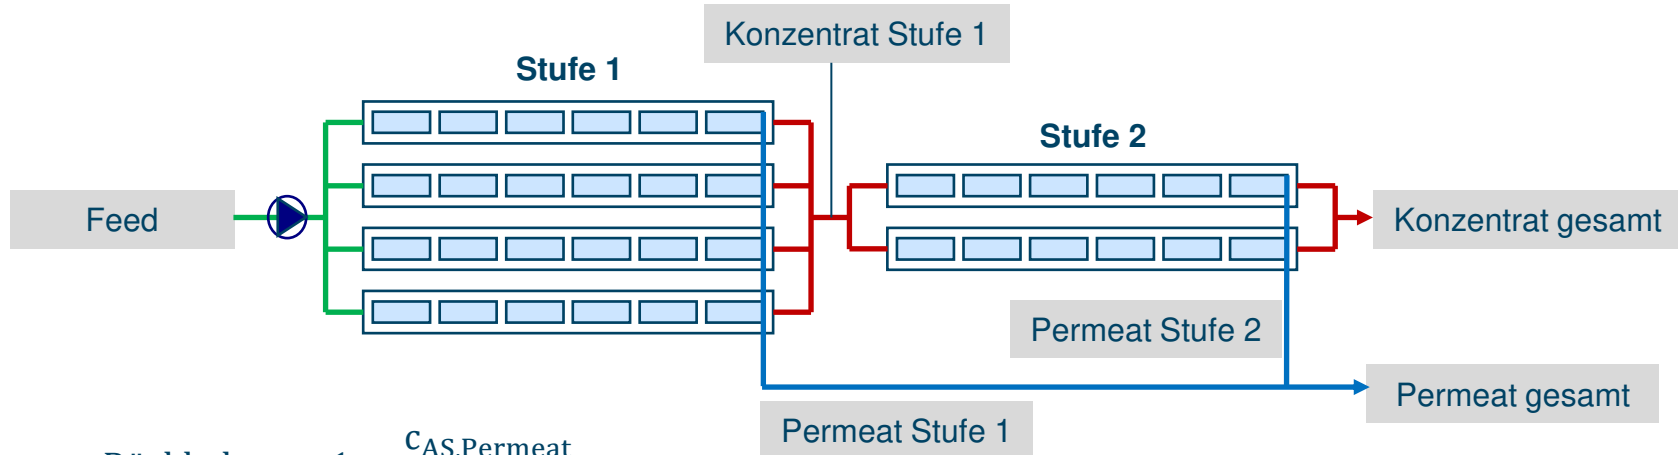 Konzentrat Stufe 1
Stufe 1
Stufe 2
Feed
Konzentrat gesamt
Permeat Stufe 2
Permeat gesamt
Permeat Stufe 1
c_AS,Permeat